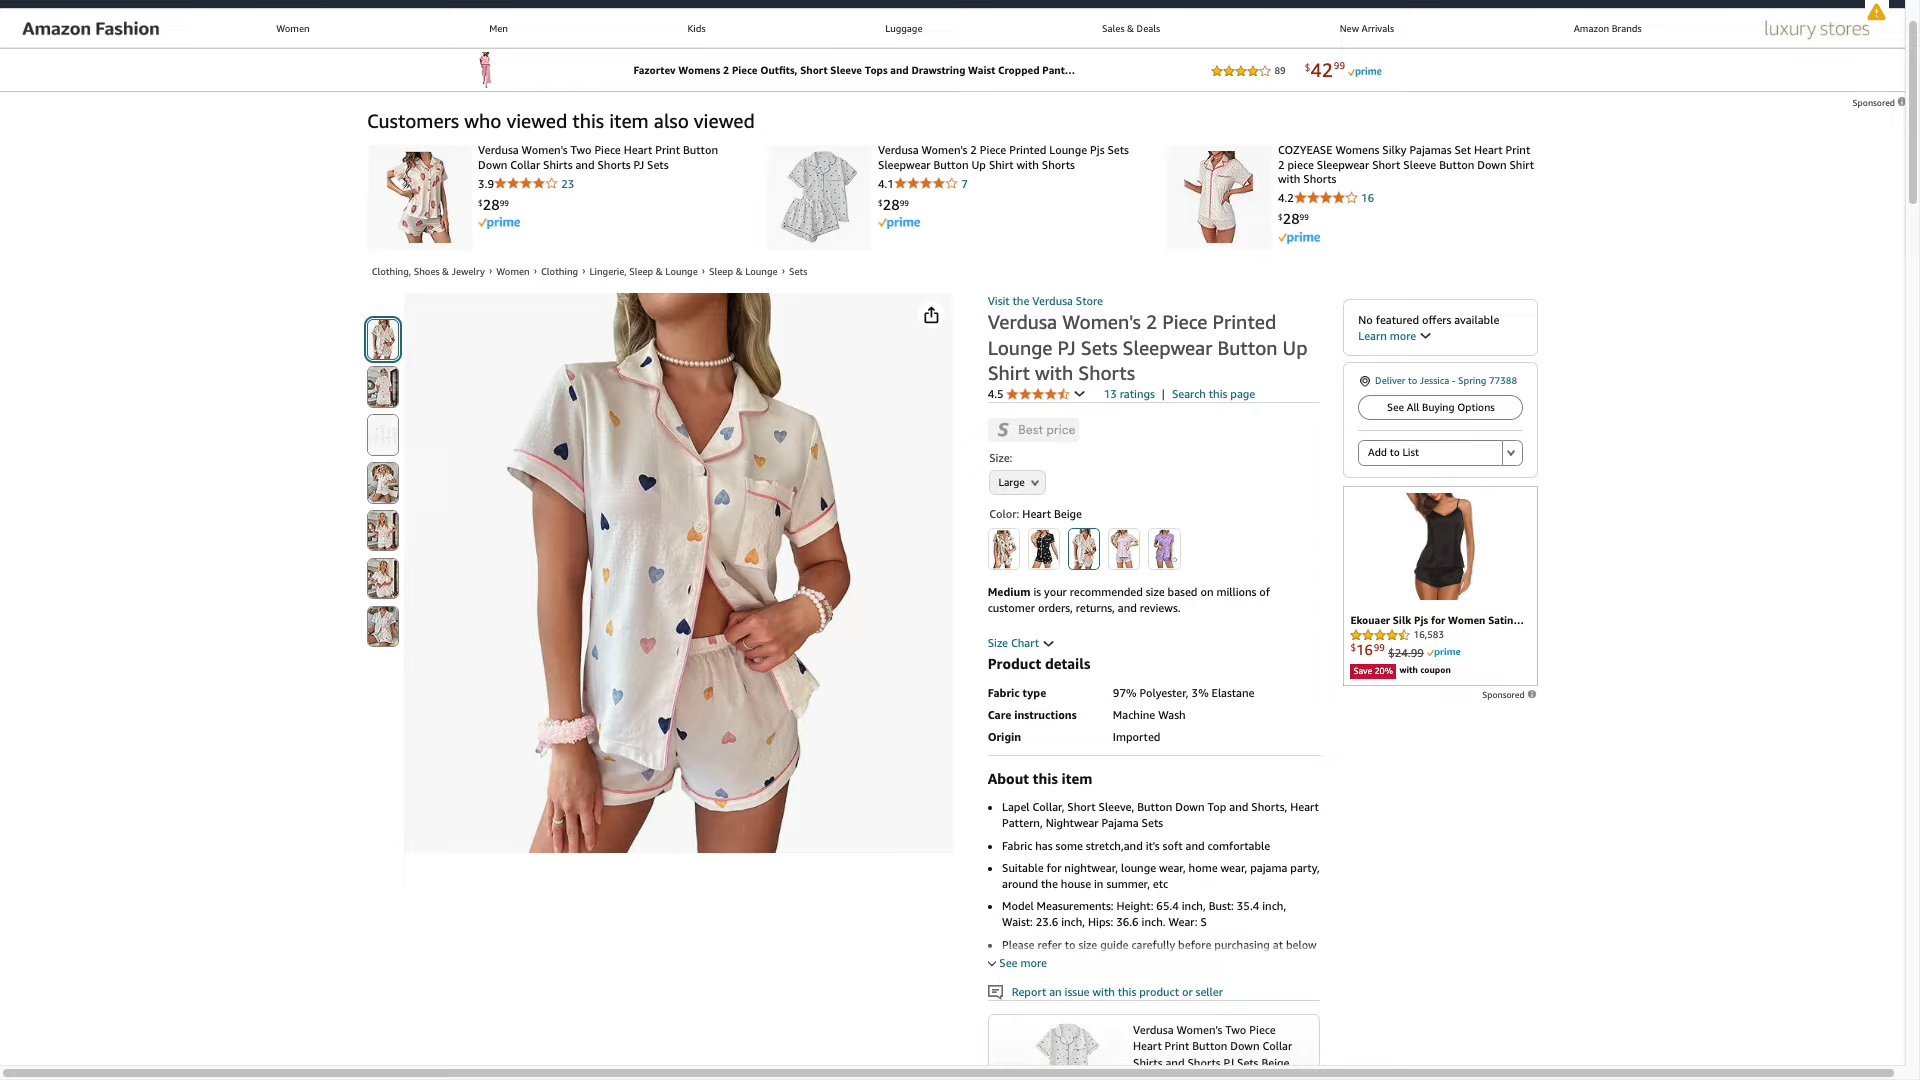 Amazon Fashion
Women
Men
Kids
Luggage
Sales & Deals
New Arrivals
Amazon Brands
luxury stores
Fazortev Womens 2 Piece Outfits, Short Sleeve Tops and Drawstring Waist Cropped Pant...
89
$42.99 prime
Sponsored
Customers who viewed this item also viewed
Verdusa Women's Two Piece Heart Print Button
Down Collar Shirts and Shorts PJ Sets
3.9 23
$28.99
prime
Verdusa Women's 2 Piece Printed Lounge Pjs Sets
Sleepwear Button Up Shirt with Shorts
4.1 7
$28.99
prime
COZYEASE Womens Silky Pajamas Set Heart Print
2 piece Sleepwear Short Sleeve Button Down Shirt
with Shorts
4.2 16
$28.99
prime
Clothing, Shoes & Jewelry › Women › Clothing › Lingerie, Sleep & Lounge › Sleep & Lounge › Sets
Visit the Verdusa Store
Verdusa Women's 2 Piece Printed
Lounge PJ Sets Sleepwear Button Up
Shirt with Shorts
4.5 13 ratings | Search this page
S Best price
Size:
Large
Color: Heart Beige
Medium is your recommended size based on millions of
customer orders, returns, and reviews.
Size Chart
Product details
Fabric type 97% Polyester, 3% Elastane
Care instructions Machine Wash
Origin Imported
About this item
• Lapel Collar, Short Sleeve, Button Down Top and Shorts, Heart
Pattern, Nightwear Pajama Sets
• Fabric has some stretch,and it's soft and comfortable
• Suitable for nightwear, lounge wear, home wear, pajama party,
around the house in summer, etc
• Model Measurements: Height: 65.4 inch, Bust: 35.4 inch,
Waist: 23.6 inch, Hips: 36.6 inch. Wear: S
• Please refer to size guide carefully before purchasing at below
See more
Report an issue with this product or seller
Verdusa Women's Two Piece
Heart Print Button Down Collar
Shirts and Shorts PJ Sets Beige
No featured offers available
Learn more
Deliver to Jessica - Spring 77388
See All Buying Options
Add to List
Ekouaer Silk Pjs for Women Satin...
16,583
$16.99 $24.99 prime
Save 20% with coupon
Sponsored